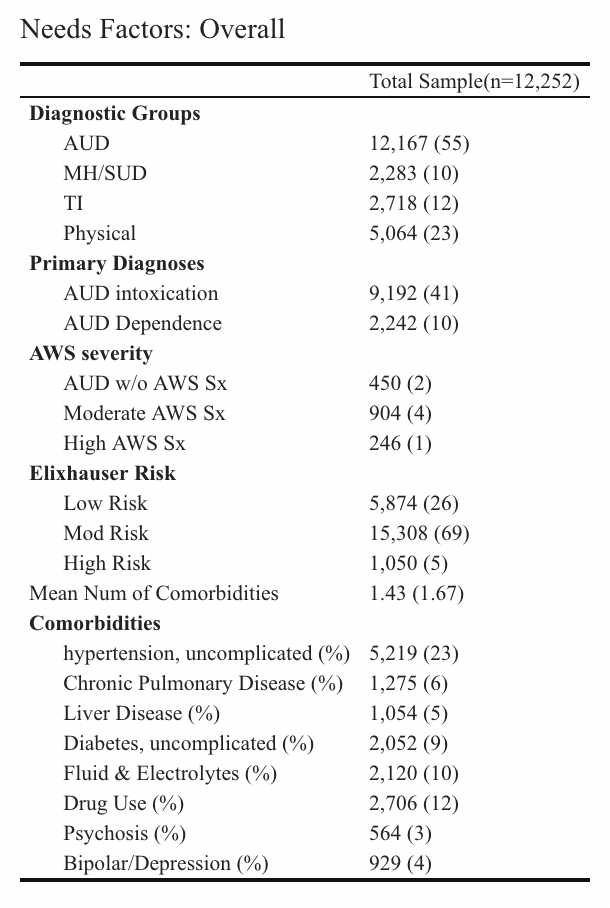 Needs Factors: Overall
Total Sample(n=12,252)
Diagnostic Groups
AUD 12,167 (55)
MH/SUD 2,283 (10)
TI 2,718 (12)
Physical 5,064 (23)
Primary Diagnoses
AUD intoxication 9,192 (41)
AUD Dependence 2,242 (10)
AWS severity
AUD w/o AWS Sx 450 (2)
Moderate AWS Sx 904 (4)
High AWS Sx 246 (1)
Elixhauser Risk
Low Risk 5,874 (26)
Mod Risk 15,308 (69)
High Risk 1,050 (5)
Mean Num of Comorbidities 1.43 (1.67)
Comorbidities
hypertension, uncomplicated (%) 5,219 (23)
Chronic Pulmonary Disease (%) 1,275 (6)
Liver Disease (%) 1,054 (5)
Diabetes, uncomplicated (%) 2,052 (9)
Fluid & Electrolytes (%) 2,120 (10)
Drug Use (%) 2,706 (12)
Psychosis (%) 564 (3)
Bipolar/Depression (%) 929 (4)